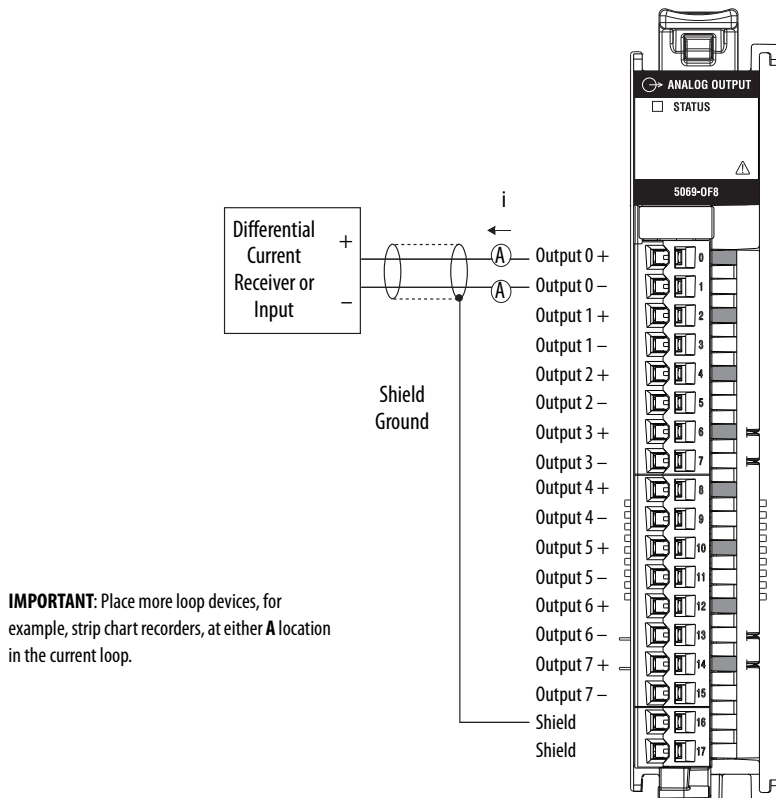 ANALOG OUTPUT
STATUS
5069-OF8
i
Differential
Current
Receiver or
Input
+
–
A
A
Output 0 +
Output 0 –
Output 1 +
Output 1 –
Output 2 +
Output 2 –
Output 3 +
Output 3 –
Output 4 +
Output 4 –
Output 5 +
Output 5 –
Output 6 +
Output 6 –
Output 7 +
Output 7 –
Shield
Shield
0
1
2
3
4
5
6
7
8
9
10
11
12
13
14
15
16
17
Shield
Ground
IMPORTANT: Place more loop devices, for
example, strip chart recorders, at either A location
in the current loop.